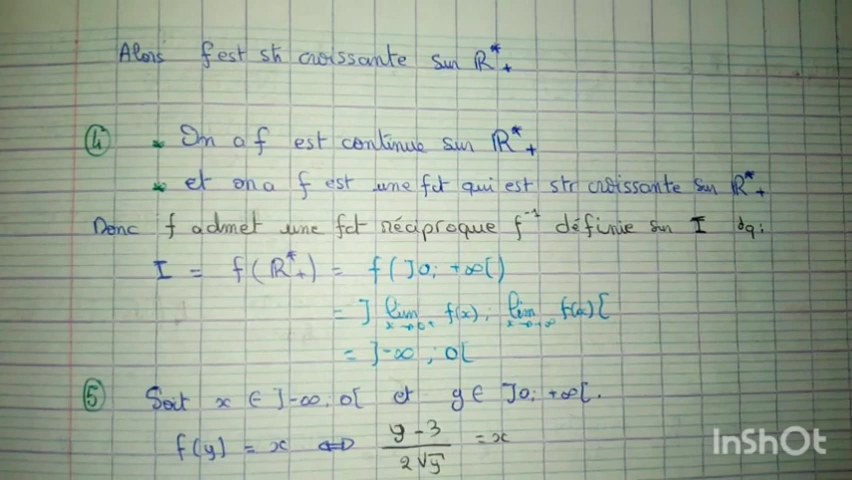 Alors f est str croissante sur ℝ*₊
④ * On a f est continue sur ℝ*₊
* et on a f est une fct qui est str croissante sur ℝ*₊
Donc f admet une fct réciproque f⁻¹ définie sur I tq:
I = f(ℝ*₊) = f(]0; +∞[)
= ] lim x→0⁺ f(x); lim x→+∞ f(x) [
= ]-∞; 0[
⑤ Soit x ∈ ]-∞; 0[ et y ∈ ]0; +∞[.
f(y) = x ⇔ (y-3)/(2√y) = x
InShOt